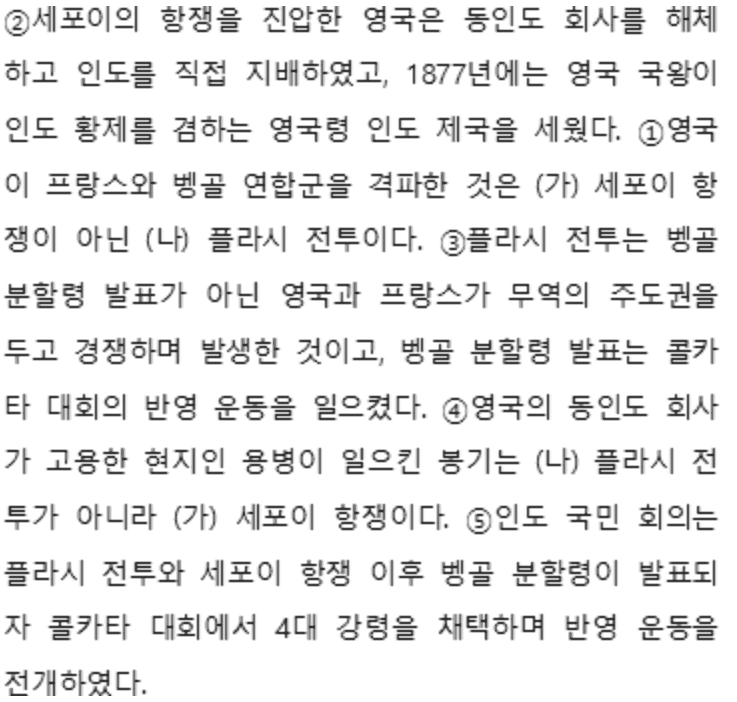 ②세포이의 항쟁을 진압한 영국은 동인도 회사를 해체
하고 인도를 직접 지배하였고, 1877년에는 영국 국왕이
인도 황제를 겸하는 영국령 인도 제국을 세웠다. ①영국
이 프랑스와 벵골 연합군을 격파한 것은 (가) 세포이 항
쟁이 아닌 (나) 플라시 전투이다. ③플라시 전투는 벵골
분할령 발표가 아닌 영국과 프랑스가 무역의 주도권을
두고 경쟁하며 발생한 것이고, 벵골 분할령 발표는 콜카
타 대회의 반영 운동을 일으켰다. ④영국의 동인도 회사
가 고용한 현지인 용병이 일으킨 봉기는 (나) 플라시 전
투가 아니라 (가) 세포이 항쟁이다. ⑤인도 국민 회의는
플라시 전투와 세포이 항쟁 이후 벵골 분할령이 발표되
자 콜카타 대회에서 4대 강령을 채택하며 반영 운동을
전개하였다.